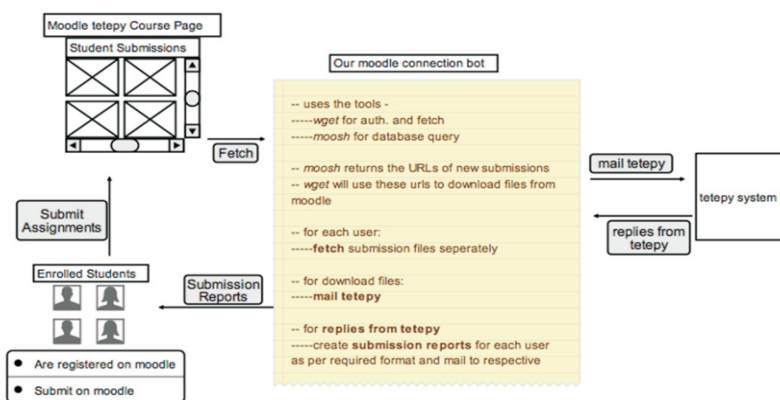 Moodle tetepy Course Page
Student Submissions
Fetch
Submit
Assignments
Enrolled Students
● Are registered on moodle
● Submit on moodle
Submission
Reports
Our moodle connection bot
-- uses the tools -
-----wget for auth. and fetch
-----moosh for database query
-- moosh returns the URLs of new submissions
-- wget will use these urls to download files from
moodle
-- for each user:
-----fetch submission files seperately
-- for download files:
-----mail tetepy
-- for replies from tetepy
-----create submission reports for each user
as per required format and mail to respective
mail tetepy
replies from
tetepy
tetepy system